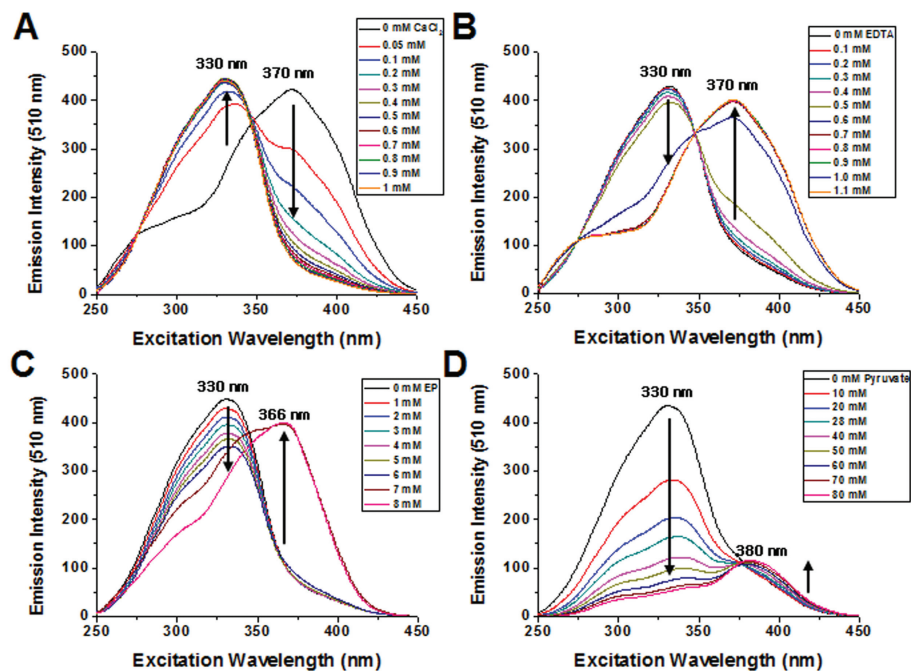 A
Emission Intensity (510 nm)
500
400
300
200
100
0
330 nm
370 nm
0 mM CaCl₂
0.05 mM
0.1 mM
0.2 mM
0.3 mM
0.4 mM
0.5 mM
0.6 mM
0.7 mM
0.8 mM
0.9 mM
1 mM
250 300 350 400 450
Excitation Wavelength (nm)
B
Emission Intensity (510 nm)
500
400
300
200
100
0
330 nm
370 nm
0 mM EDTA
0.1 mM
0.2 mM
0.3 mM
0.4 mM
0.5 mM
0.6 mM
0.7 mM
0.8 mM
0.9 mM
1.0 mM
1.1 mM
250 300 350 400 450
Excitation Wavelength (nm)
C
Emission Intensity (510 nm)
500
400
300
200
100
0
330 nm
366 nm
0 mM EP
1 mM
2 mM
3 mM
4 mM
5 mM
6 mM
7 mM
8 mM
250 300 350 400 450
Excitation Wavelength (nm)
D
Emission Intensity (510 nm)
500
400
300
200
100
0
330 nm
380 nm
0 mM Pyruvate
10 mM
20 mM
28 mM
40 mM
50 mM
60 mM
70 mM
80 mM
250 300 350 400 450
Excitation Wavelength (nm)